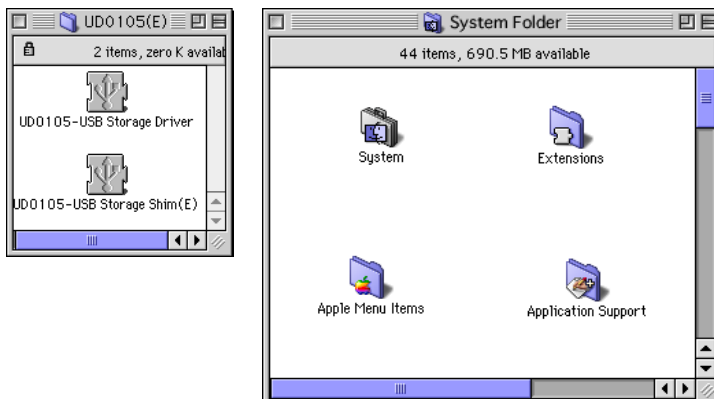 UD0105(E)
2 items, zero K availab
UD0105-USB Storage Driver
UD0105-USB Storage Shim(E)
System Folder
44 items, 690.5 MB available
System
Extensions
Apple Menu Items
Application Support